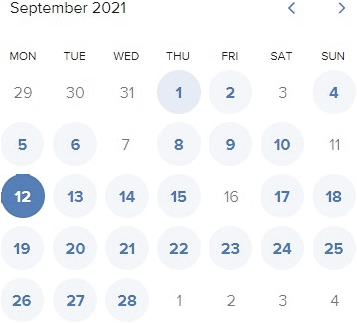 September 2021
MON TUE WED THU FRI SAT SUN
29 30 31 1 2 3 4
5 6 7 8 9 10 11
12 13 14 15 16 17 18
19 20 21 22 23 24 25
26 27 28 1 2 3 4